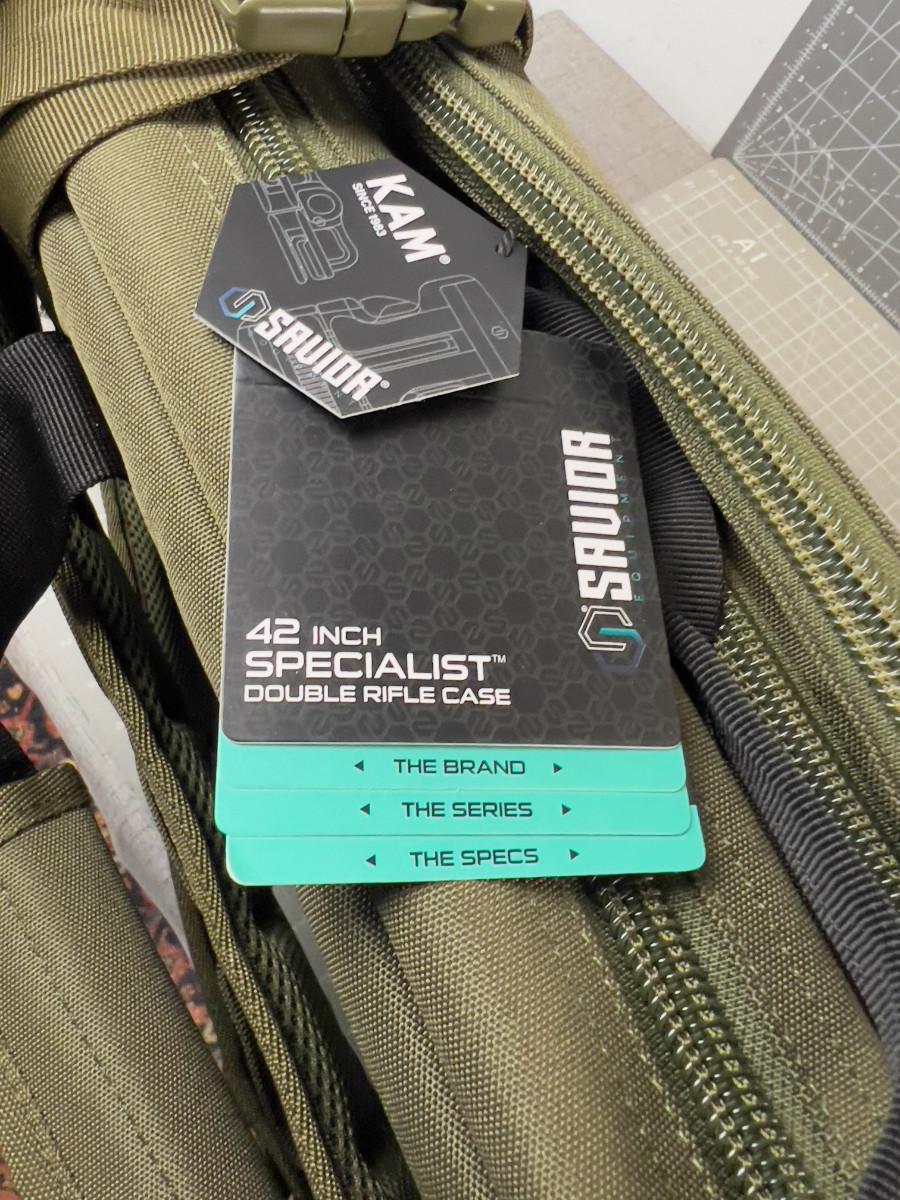 KAM®
SINCE 1983
SAVIOR®
EQUIPMENT
SAVIOR®
EQUIPMENT
42 INCH
SPECIALIST™
DOUBLE RIFLE CASE
◄ THE BRAND ►
◄ THE SERIES ►
◄ THE SPECS ►
A1